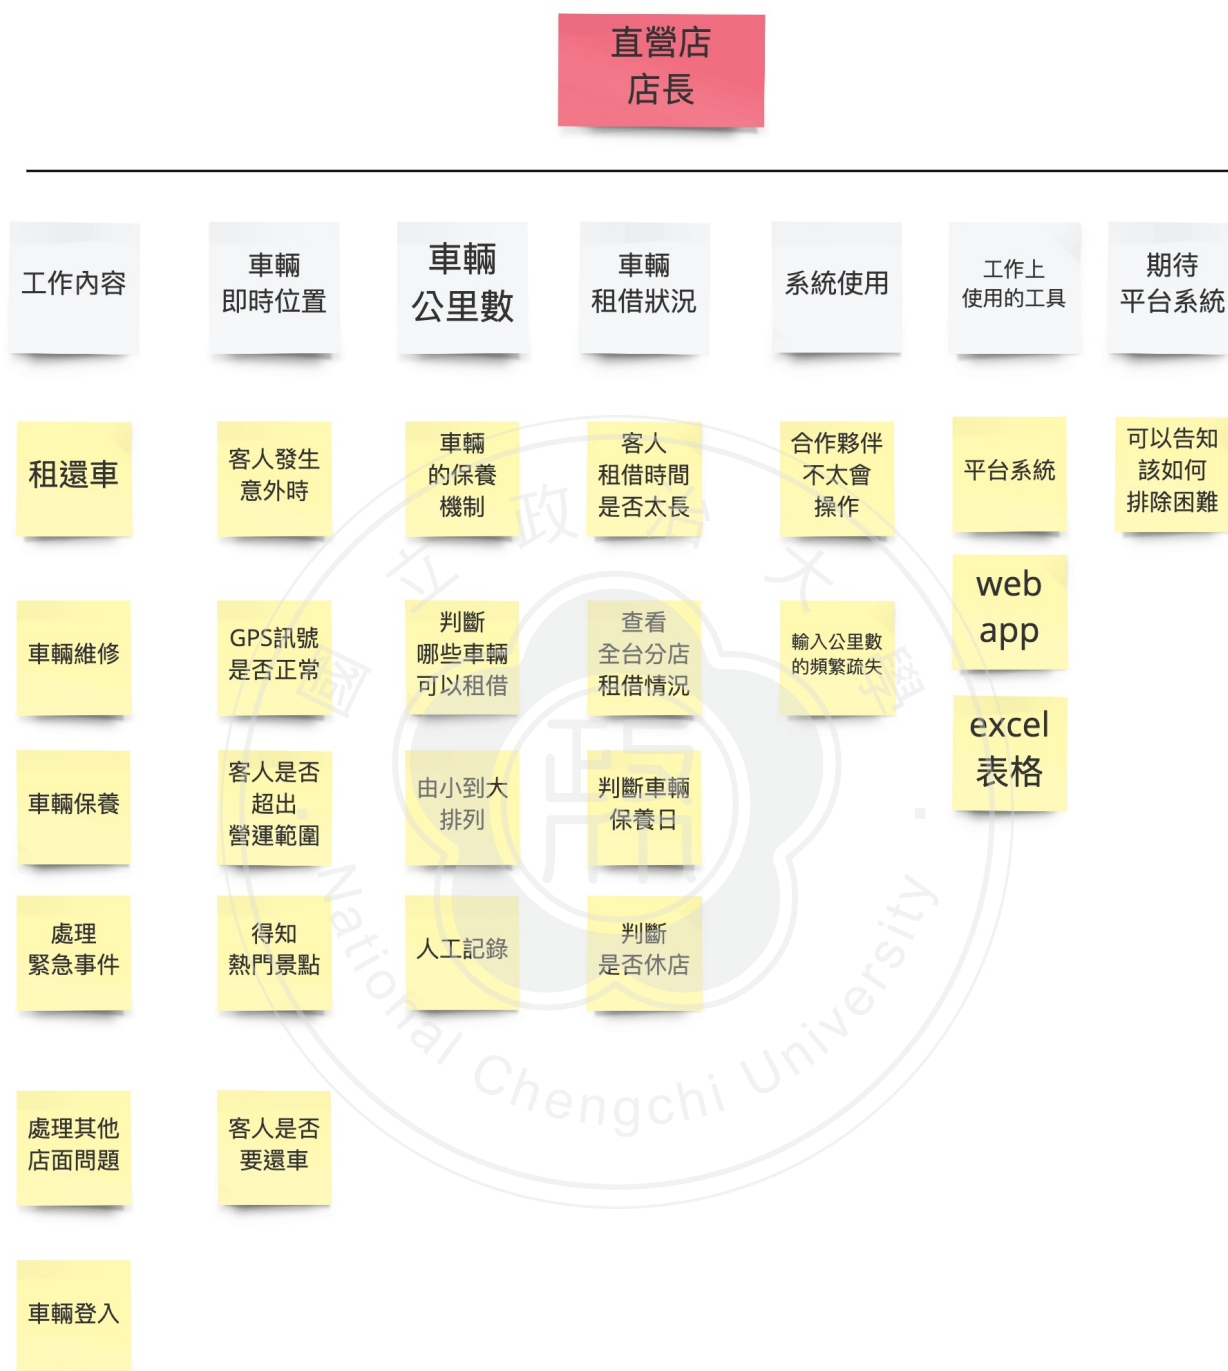 直營店
店長
工作內容
車輛
即時位置
車輛
公里數
車輛
租借狀況
系統使用
工作上
使用的工具
期待
平台系統
租還車
客人發生
意外時
車輛
的保養
機制
客人
租借時間
是否太長
合作夥伴
不太會
操作
平台系統
可以告知
該如何
排除困難
車輛維修
GPS訊號
是否正常
判斷
哪些車輛
可以租借
查看
全台分店
租借情況
輸入公里數
的頻繁疏失
web
app
車輛保養
客人是否
超出
營運範圍
由小到大
排列
判斷車輛
保養日
excel
表格
處理
緊急事件
得知
熱門景點
人工記錄
判斷
是否休店
處理其他
店面問題
客人是否
要還車
車輛登入
國立政治大學
政
National Chengchi University